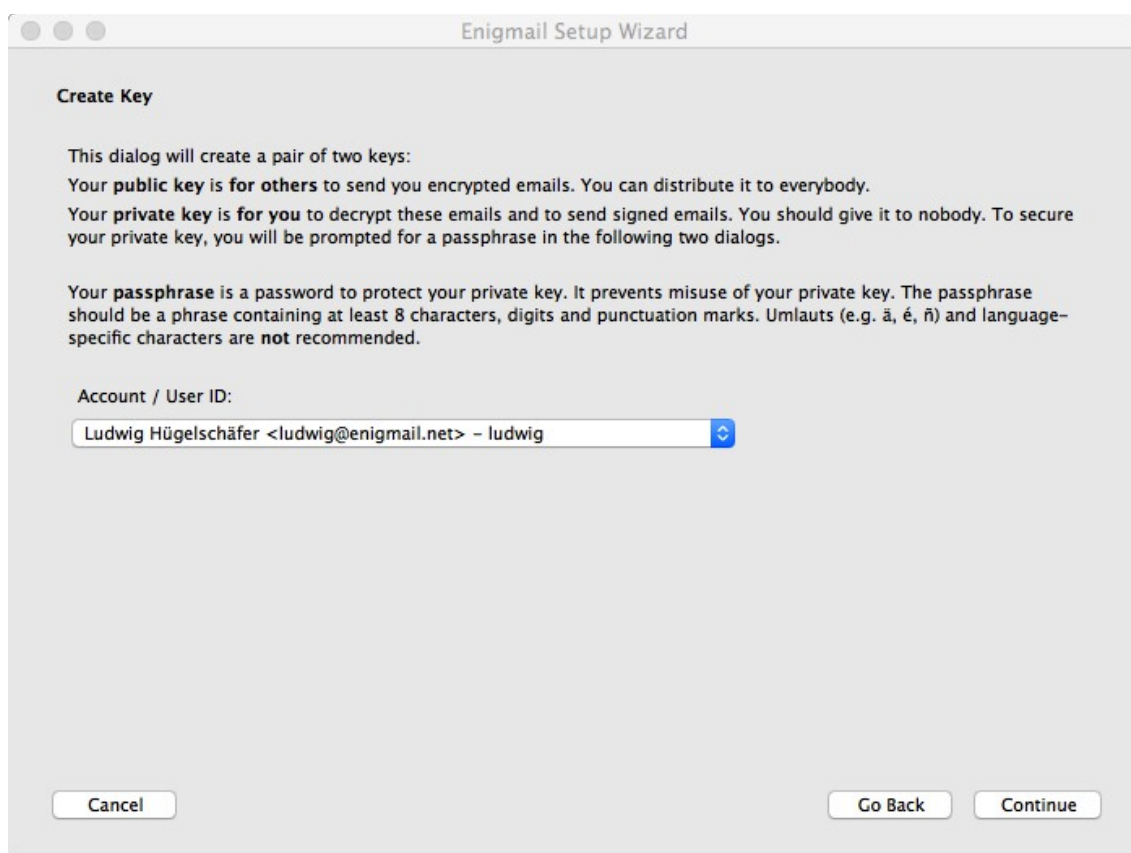 Enigmail Setup Wizard
Create Key
This dialog will create a pair of two keys:
Your public key is for others to send you encrypted emails. You can distribute it to everybody.
Your private key is for you to decrypt these emails and to send signed emails. You should give it to nobody. To secure
your private key, you will be prompted for a passphrase in the following two dialogs.
Your passphrase is a password to protect your private key. It prevents misuse of your private key. The passphrase
should be a phrase containing at least 8 characters, digits and punctuation marks. Umlauts (e.g. ä, é, ñ) and language-
specific characters are not recommended.
Account / User ID:
Ludwig Hügelschäfer <ludwig@enigmail.net> – ludwig
Cancel Go Back Continue